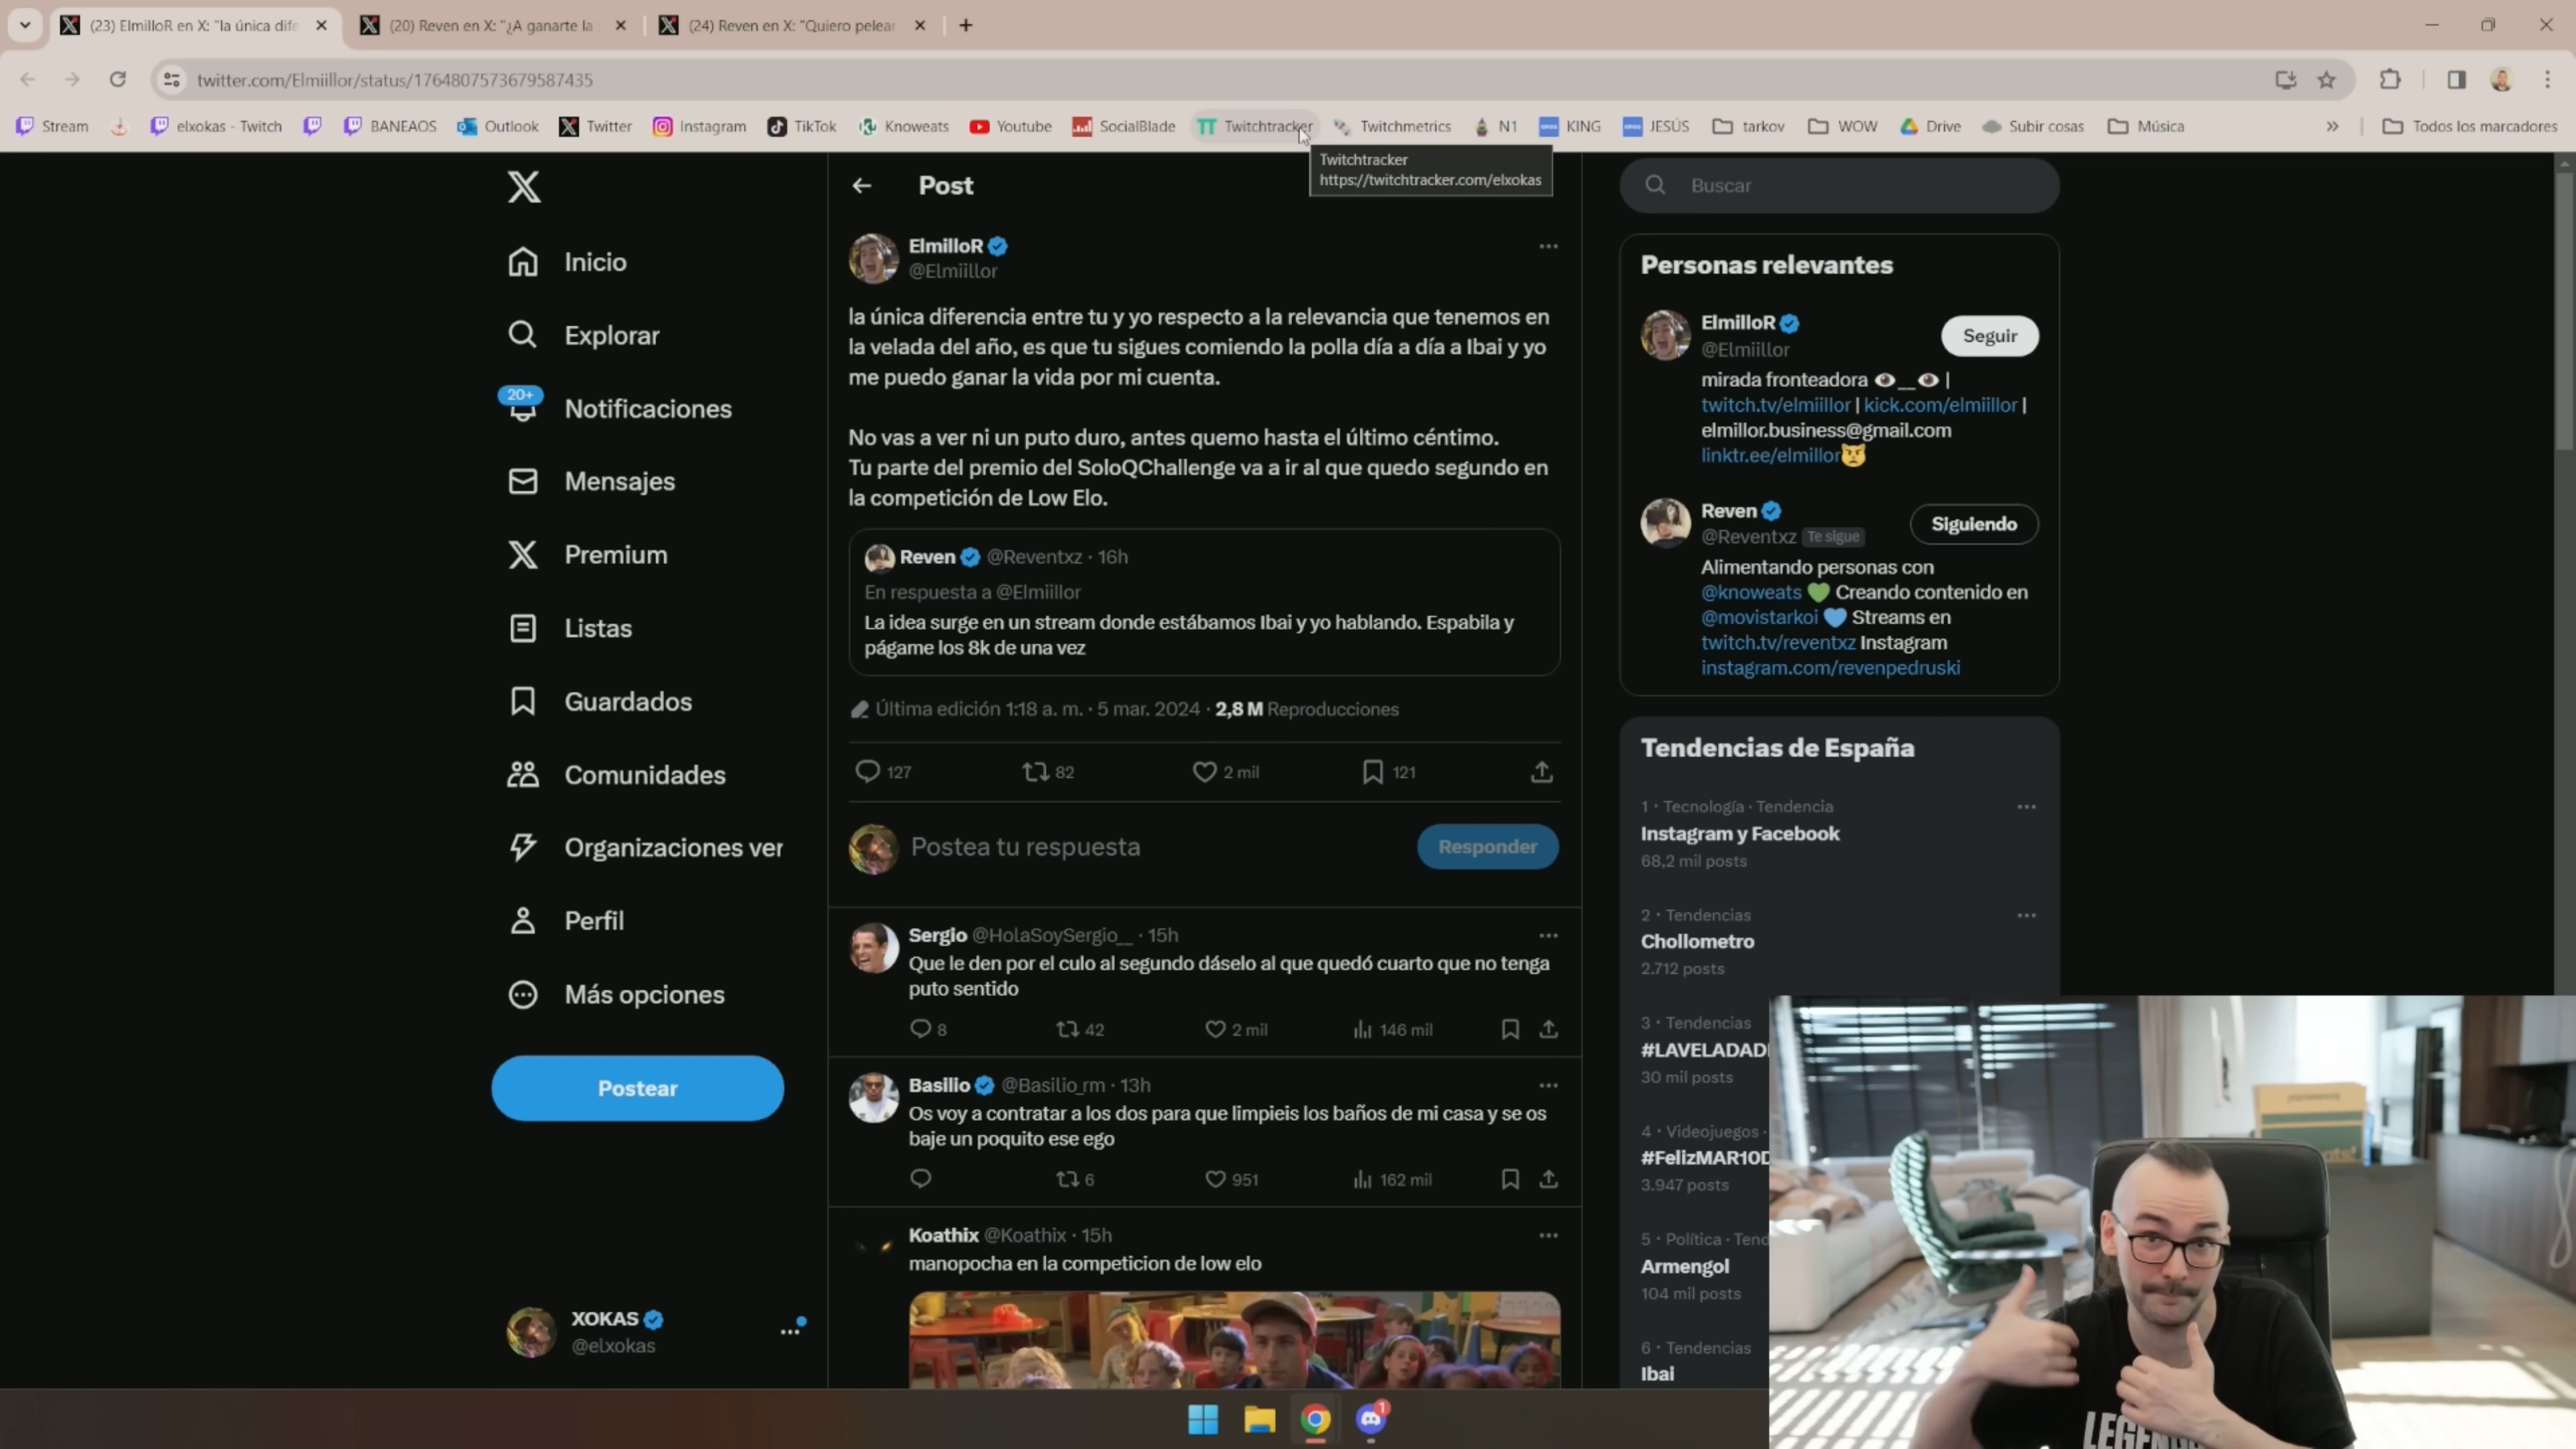 (23) ElmilloR en X: "la única dife
(20) Reven en X: "¿A ganarte la
(24) Reven en X: "Quiero pelear
twitter.com/Elmiillor/status/1764807573679587435
Stream
elxokas - Twitch
BANEAOS
Outlook
Twitter
Instagram
TikTok
Knoweats
Youtube
SocialBlade
Twitchtracker
Twitchmetrics
N1
KING
JESÚS
tarkov
WOW
Drive
Subir cosas
Música
Todos los marcadores
Twitchtracker
https://twitchtracker.com/elxokas
Inicio
Explorar
20+
Notificaciones
Mensajes
Premium
Listas
Guardados
Comunidades
Organizaciones ver
Perfil
Más opciones
Postear
XOKAS
@elxokas
Post
ElmilloR
@Elmiillor
la única diferencia entre tu y yo respecto a la relevancia que tenemos en
la velada del año, es que tu sigues comiendo la polla día a día a Ibai y yo
me puedo ganar la vida por mi cuenta.
No vas a ver ni un puto duro, antes quemo hasta el último céntimo.
Tu parte del premio del SoloQChallenge va a ir al que quedo segundo en
la competición de Low Elo.
Reven @Reventxz · 16h
En respuesta a @Elmiillor
La idea surge en un stream donde estábamos Ibai y yo hablando. Espabila y
págame los 8k de una vez
Última edición 1:18 a. m. · 5 mar. 2024 · 2,8 M Reproducciones
127
82
2 mil
121
Postea tu respuesta
Responder
Sergio @HolaSoySergio__ · 15h
Que le den por el culo al segundo dáselo al que quedó cuarto que no tenga
puto sentido
8
42
2 mil
146 mil
Basilio @Basilio_rm · 13h
Os voy a contratar a los dos para que limpieis los baños de mi casa y se os
baje un poquito ese ego
6
951
162 mil
Koathix @Koathix · 15h
manopocha en la competicion de low elo
Buscar
Personas relevantes
ElmilloR
@Elmiillor
Seguir
mirada fronteadora 👁️__👁️ |
twitch.tv/elmiillor | kick.com/elmiillor |
elmillor.business@gmail.com
linktr.ee/elmillor😾
Reven
@Reventxz Te sigue
Siguiendo
Alimentando personas con
@knoweats 💚 Creando contenido en
@movistarkoi 💙 Streams en
twitch.tv/reventxz Instagram
instagram.com/revenpedruski
Tendencias de España
1 · Tecnología · Tendencia
Instagram y Facebook
68,2 mil posts
2 · Tendencias
Chollometro
2.712 posts
3 · Tendencias
#LAVELADAD
30 mil posts
4 · Videojuegos ·
#FelizMAR10D
3.947 posts
5 · Política · Tend
Armengol
104 mil posts
6 · Tendencias
Ibai
1